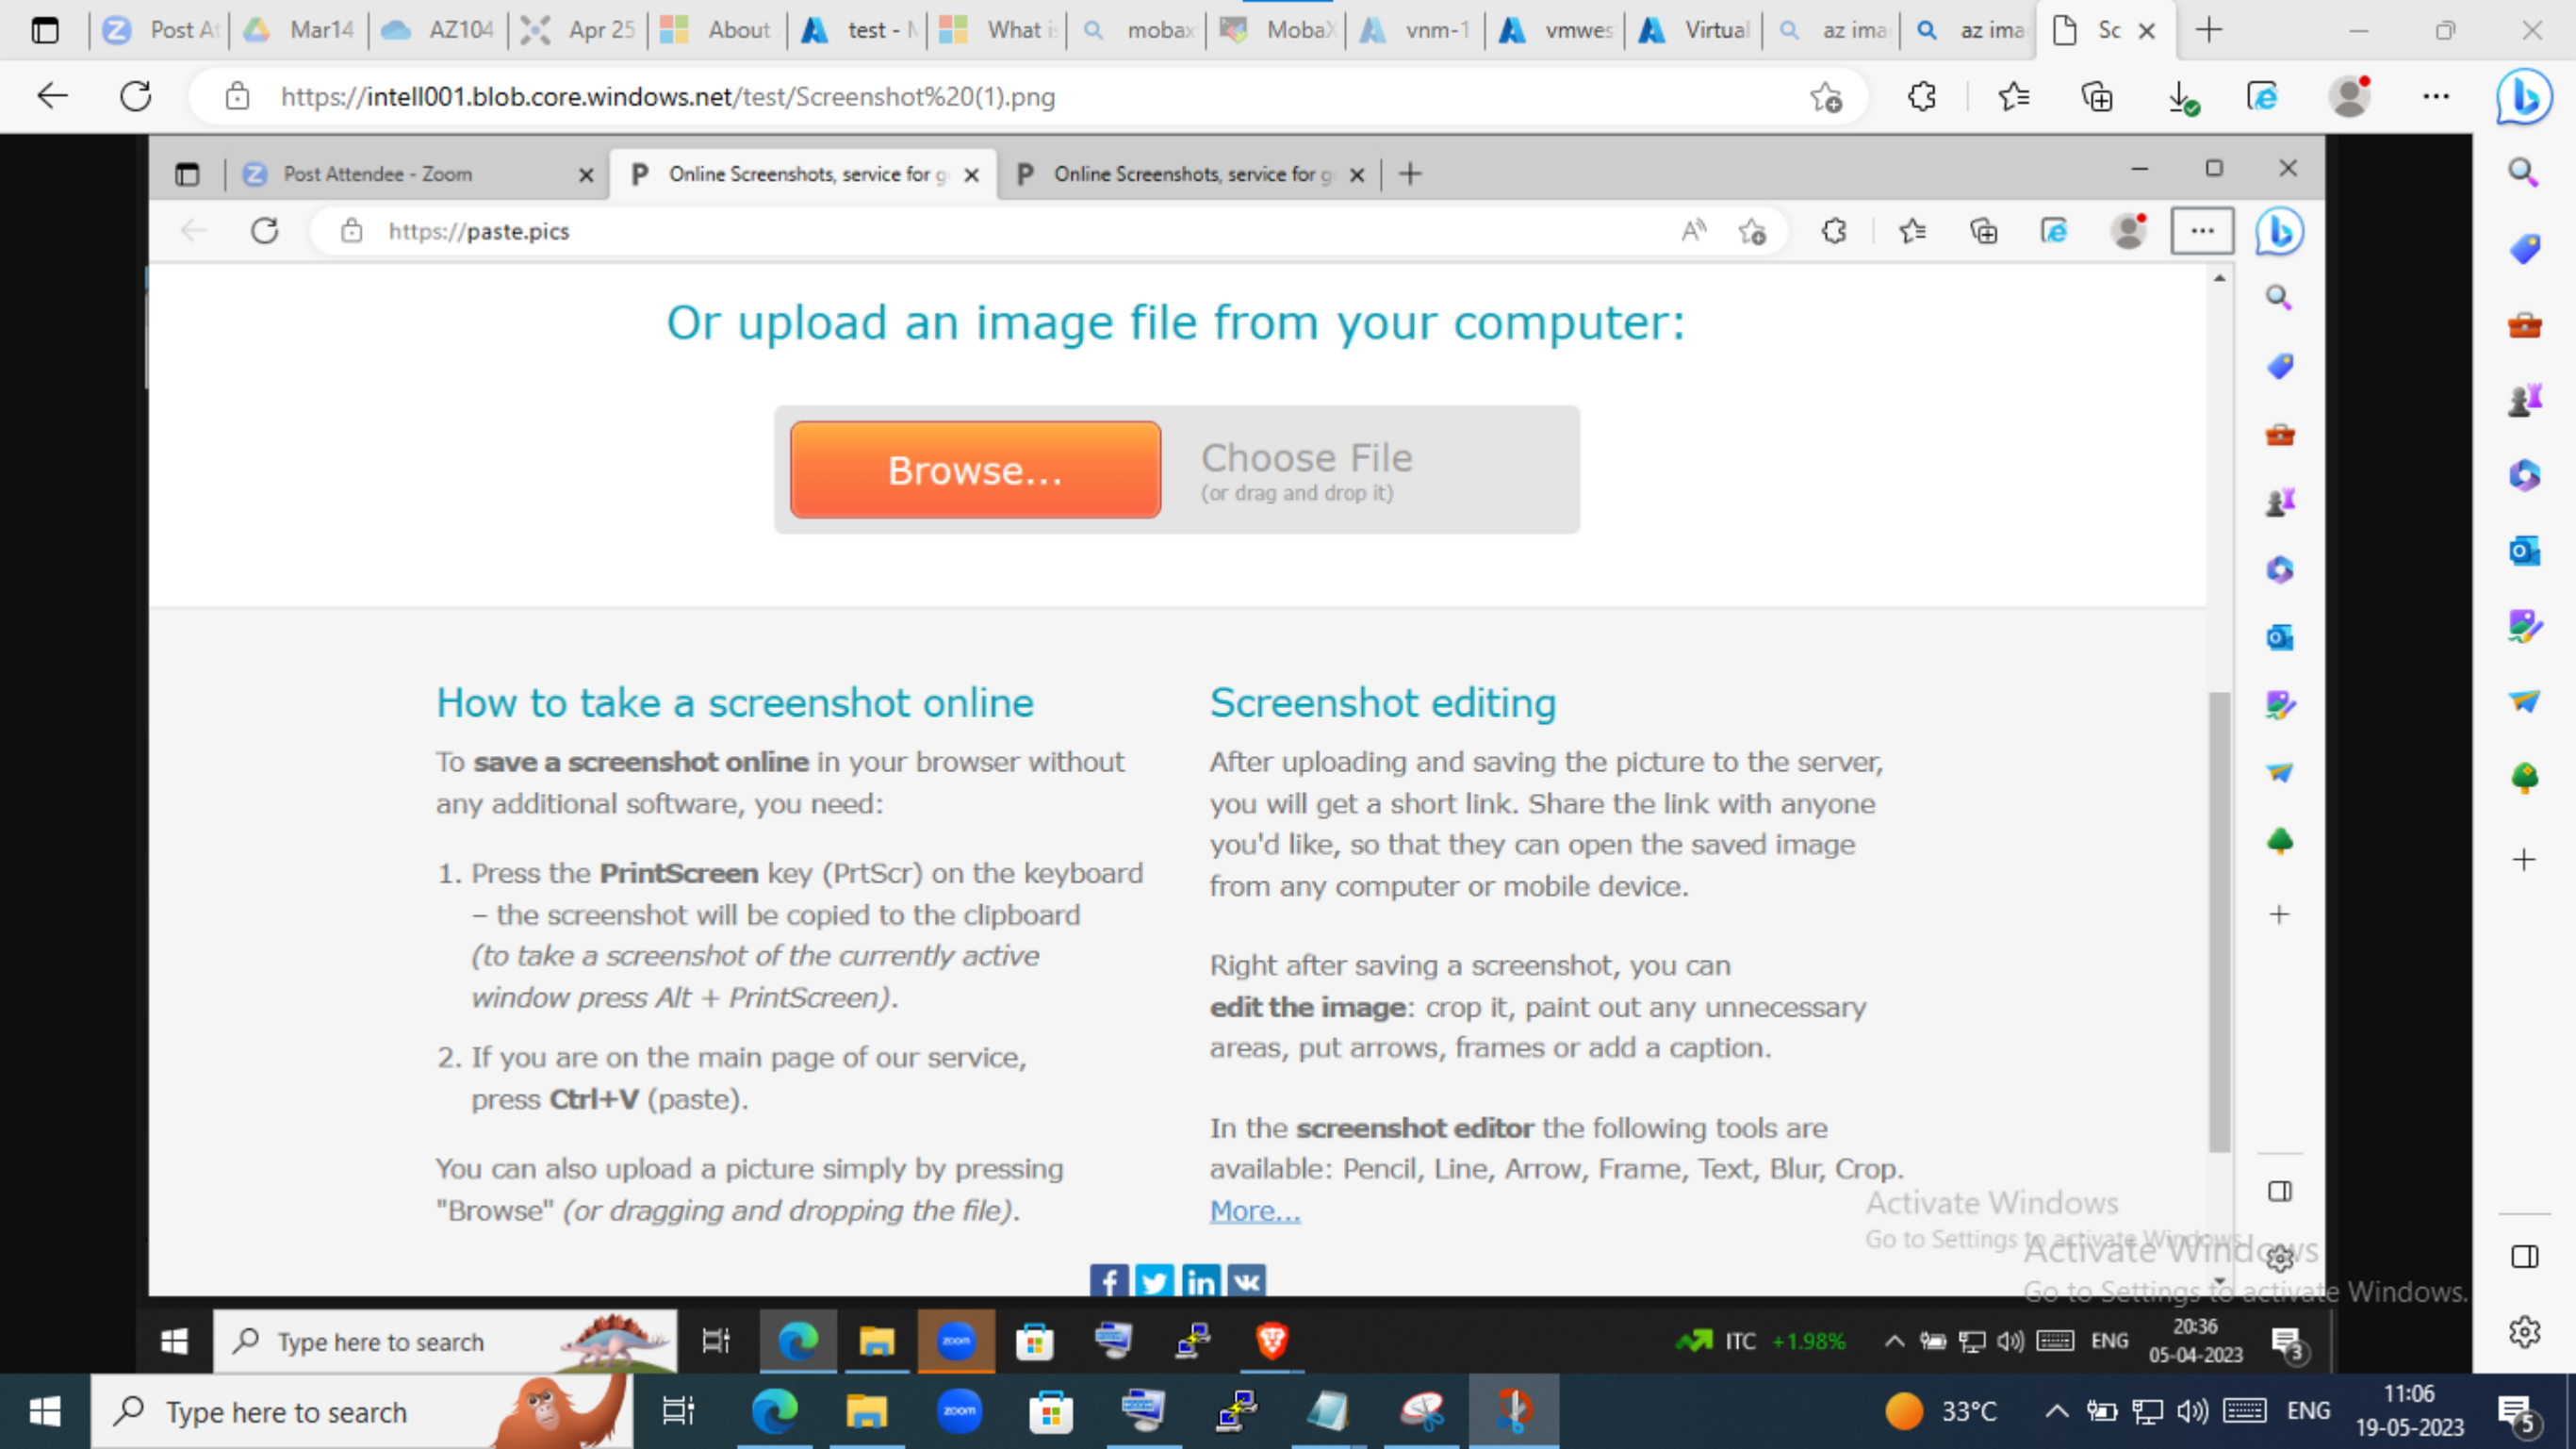 Post At
Mar14
AZ104
Apr 25
About
test - M
What is
mobax
MobaX
vnm-1
vmwes
Virtual
az ima
az ima
Sc
https://intell001.blob.core.windows.net/test/Screenshot%20(1).png
Post Attendee - Zoom
Online Screenshots, service for g
Online Screenshots, service for g
https://paste.pics
Or upload an image file from your computer:
Browse...
Choose File
(or drag and drop it)
How to take a screenshot online
To save a screenshot online in your browser without
any additional software, you need:
1. Press the PrintScreen key (PrtScr) on the keyboard
– the screenshot will be copied to the clipboard
(to take a screenshot of the currently active
window press Alt + PrintScreen).
2. If you are on the main page of our service,
press Ctrl+V (paste).
You can also upload a picture simply by pressing
"Browse" (or dragging and dropping the file).
Screenshot editing
After uploading and saving the picture to the server,
you will get a short link. Share the link with anyone
you'd like, so that they can open the saved image
from any computer or mobile device.
Right after saving a screenshot, you can
edit the image: crop it, paint out any unnecessary
areas, put arrows, frames or add a caption.
In the screenshot editor the following tools are
available: Pencil, Line, Arrow, Frame, Text, Blur, Crop.
More...
Activate Windows
Go to Settings to activate Windows.
Activate Windows
Go to Settings to activate Windows.
Type here to search
zoom
ITC +1.98%
ENG
20:36
05-04-2023
3
Type here to search
zoom
33°C
ENG
11:06
19-05-2023
5